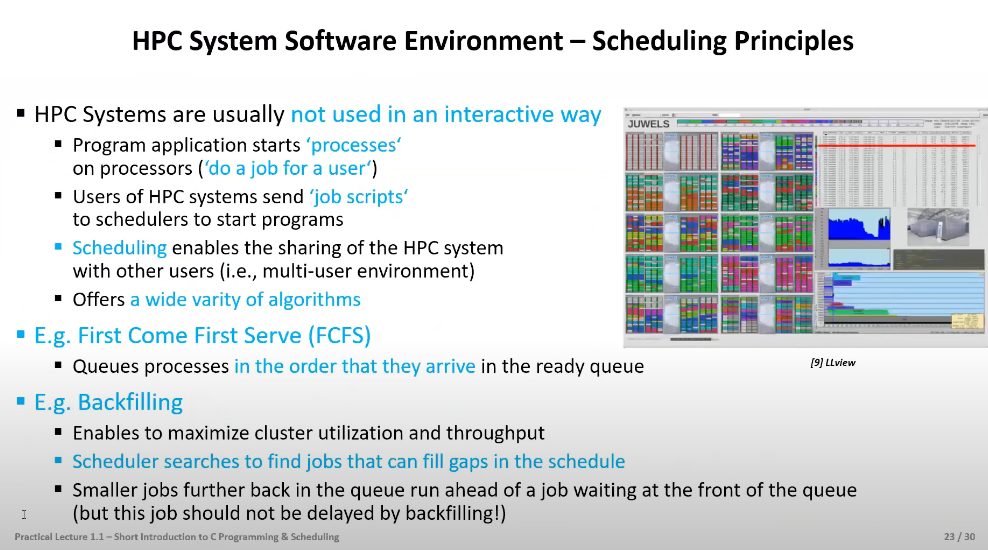 HPC System Software Environment – Scheduling Principles
▪ HPC Systems are usually not used in an interactive way
▪ Program application starts ‘processes‘
on processors (‘do a job for a user‘)
▪ Users of HPC systems send ‘job scripts‘
to schedulers to start programs
▪ Scheduling enables the sharing of the HPC system
with other users (i.e., multi-user environment)
▪ Offers a wide varity of algorithms
▪ E.g. First Come First Serve (FCFS)
▪ Queues processes in the order that they arrive in the ready queue
▪ E.g. Backfilling
▪ Enables to maximize cluster utilization and throughput
▪ Scheduler searches to find jobs that can fill gaps in the schedule
▪ Smaller jobs further back in the queue run ahead of a job waiting at the front of the queue
(but this job should not be delayed by backfilling!)
JUWELS
[9] LLview
Practical Lecture 1.1 – Short Introduction to C Programming & Scheduling
23 / 30